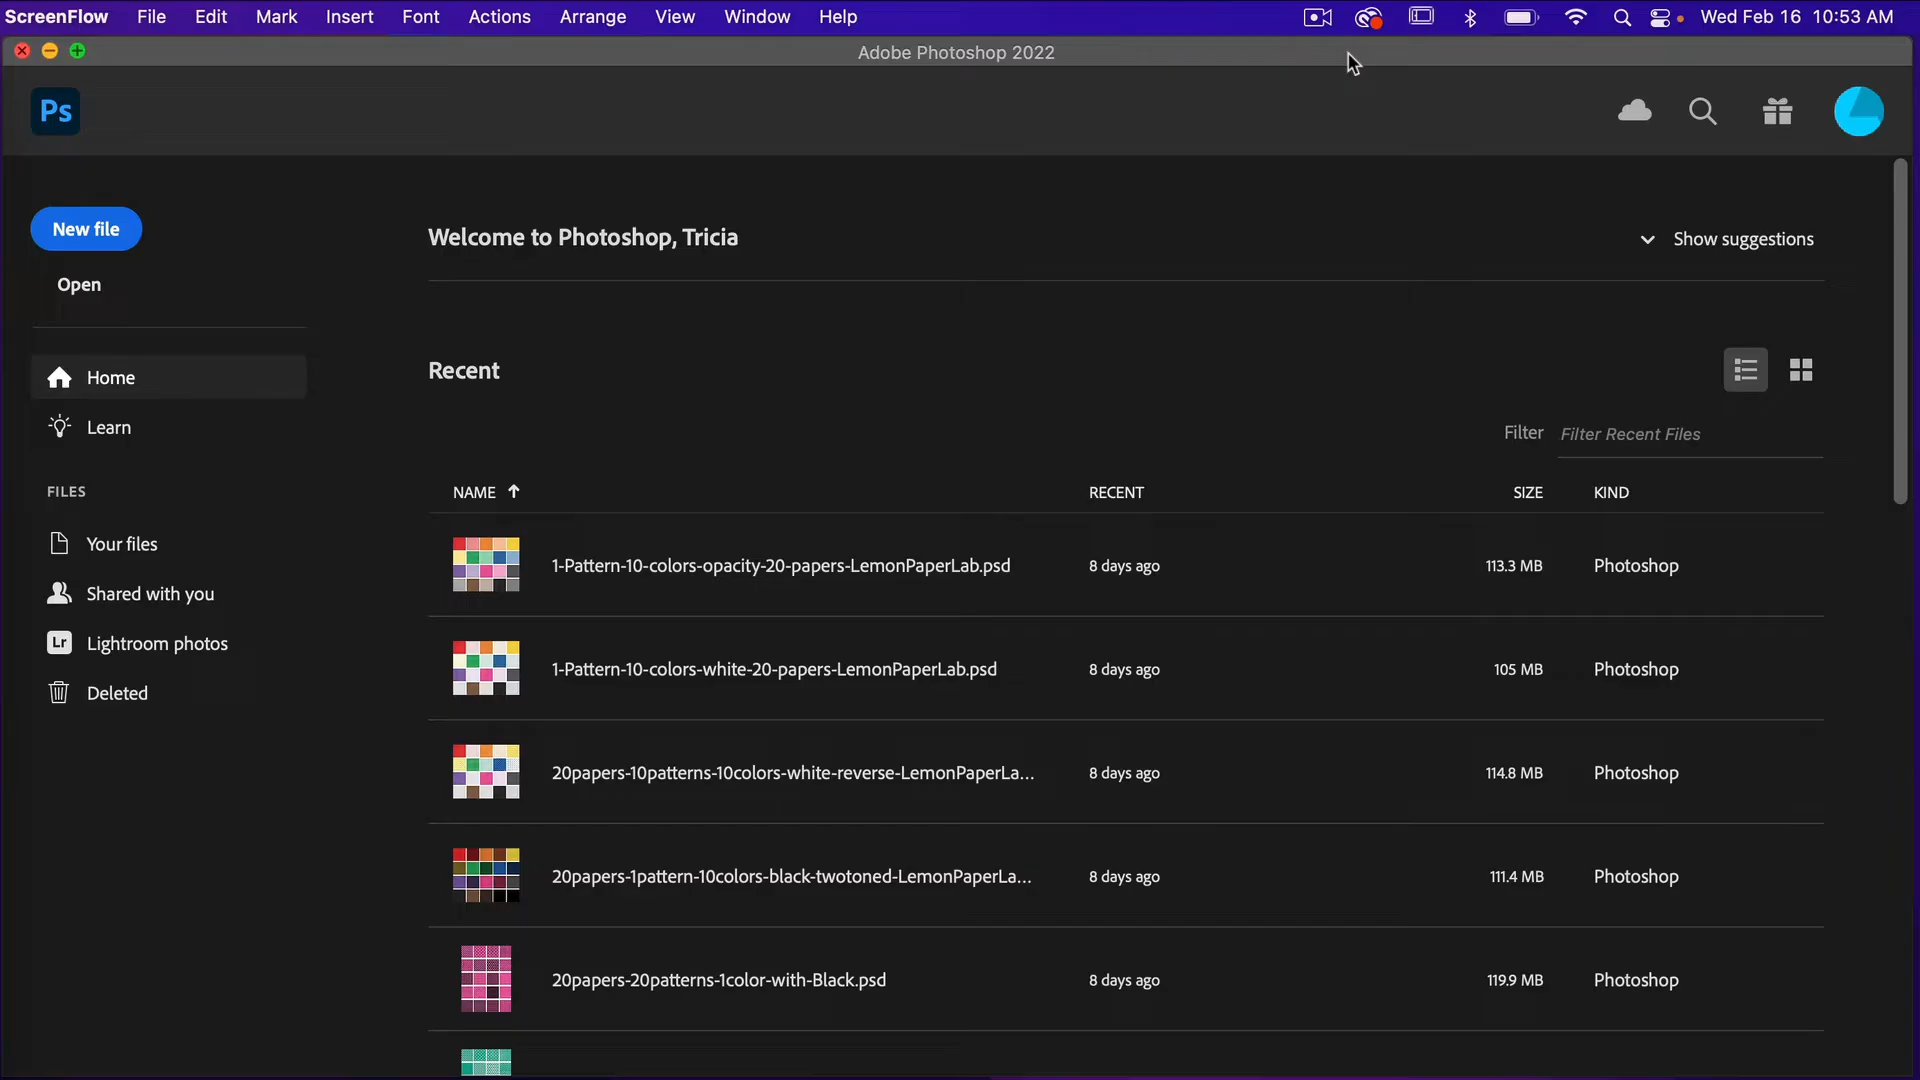 ScreenFlow File Edit Mark Insert Font Actions Arrange View Window Help Wed Feb 16 10:53 AM
Adobe Photoshop 2022
Ps
New file
Open
Home
Learn
FILES
Your files
Shared with you
Lr Lightroom photos
Deleted
Welcome to Photoshop, Tricia
Show suggestions
Recent
Filter Filter Recent Files
NAME RECENT SIZE KIND
1-Pattern-10-colors-opacity-20-papers-LemonPaperLab.psd 8 days ago 113.3 MB Photoshop
1-Pattern-10-colors-white-20-papers-LemonPaperLab.psd 8 days ago 105 MB Photoshop
20papers-10patterns-10colors-white-reverse-LemonPaperLa... 8 days ago 114.8 MB Photoshop
20papers-1pattern-10colors-black-twotoned-LemonPaperLa... 8 days ago 111.4 MB Photoshop
20papers-20patterns-1color-with-Black.psd 8 days ago 119.9 MB Photoshop